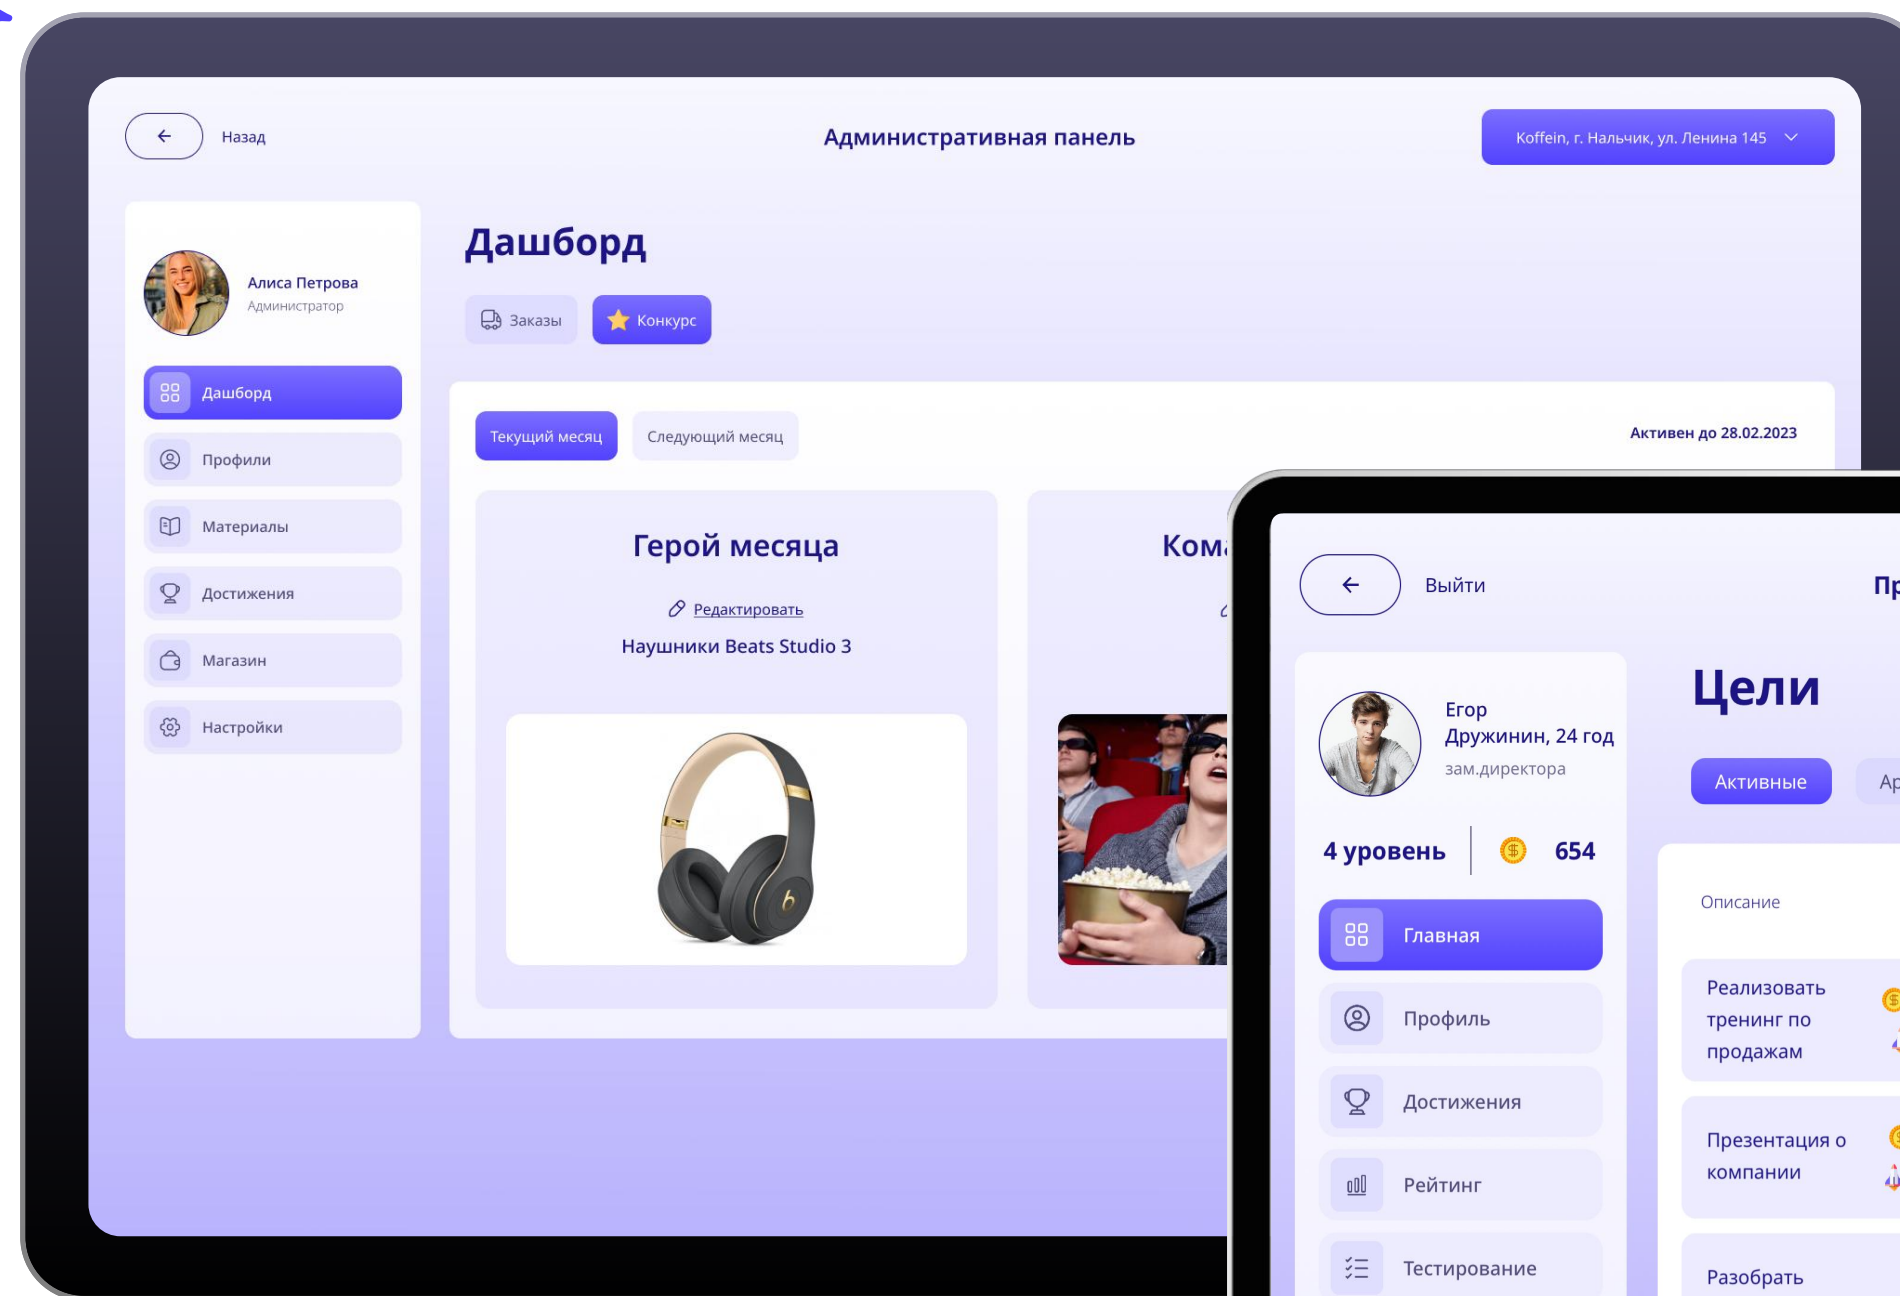 Назад
Административная панель
Koffein, г. Нальчик, ул. Ленина 145
Алиса Петрова
Администратор
Дашборд
Профили
Материалы
Достижения
Магазин
Настройки
Дашборд
Заказы
Конкурс
Текущий месяц
Следующий месяц
Активен до 28.02.2023
Герой месяца
Редактировать
Наушники Beats Studio 3
Выйти
Егор
Дружинин, 24 год
зам.директора
4 уровень
654
Главная
Профиль
Достижения
Рейтинг
Тестирование
Цели
Активные
Описание
Реализовать
тренинг по
продажам
Презентация о
компании
Разобрать